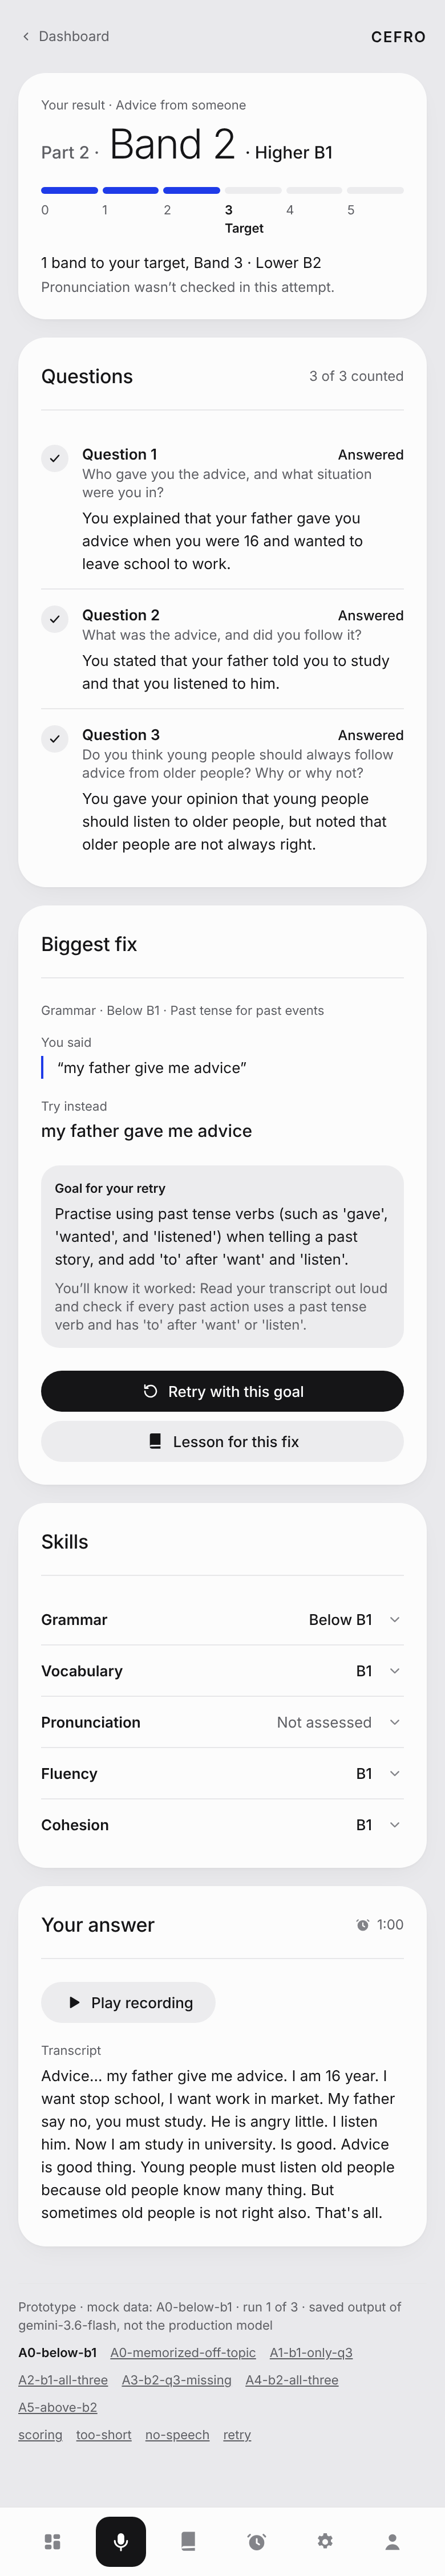 Dashboard
CEFRO
Your result · Advice from someone
Part 2 · Band 2 · Higher B1
0 1 2 3 4 5
Target
1 band to your target, Band 3 · Lower B2
Pronunciation wasn’t checked in this attempt.
Questions
3 of 3 counted
Question 1
Answered
Who gave you the advice, and what situation
were you in?
You explained that your father gave you
advice when you were 16 and wanted to
leave school to work.
Question 2
Answered
What was the advice, and did you follow it?
You stated that your father told you to study
and that you listened to him.
Question 3
Answered
Do you think young people should always follow
advice from older people? Why or why not?
You gave your opinion that young people
should listen to older people, but noted that
older people are not always right.
Biggest fix
Grammar · Below B1 · Past tense for past events
You said
“my father give me advice”
Try instead
my father gave me advice
Goal for your retry
Practise using past tense verbs (such as 'gave',
'wanted', and 'listened') when telling a past
story, and add 'to' after 'want' and 'listen'.
You’ll know it worked: Read your transcript out loud
and check if every past action uses a past tense
verb and has 'to' after 'want' or 'listen'.
Retry with this goal
Lesson for this fix
Skills
Grammar
Below B1
Vocabulary
B1
Pronunciation
Not assessed
Fluency
B1
Cohesion
B1
Your answer
1:00
Play recording
Transcript
Advice... my father give me advice. I am 16 year. I
want stop school, I want work in market. My father
say no, you must study. He is angry little. I listen
him. Now I am study in university. Is good. Advice
is good thing. Young people must listen old people
because old people know many thing. But
sometimes old people is not right also. That's all.
Prototype · mock data: A0-below-b1 · run 1 of 3 · saved output of
gemini-3.6-flash, not the production model
A0-below-b1 A0-memorized-off-topic A1-b1-only-q3
A2-b1-all-three A3-b2-q3-missing A4-b2-all-three
A5-above-b2
scoring too-short no-speech retry